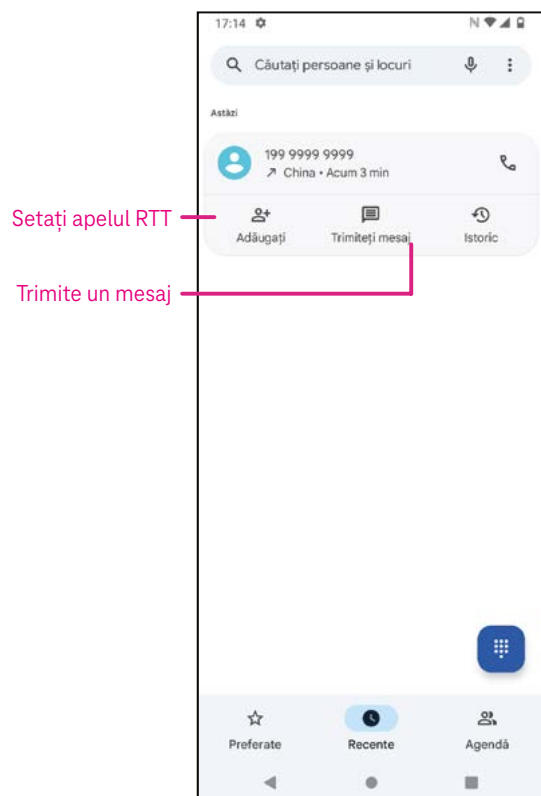 17:14
Căutați persoane și locuri
Astăzi
199 9999 9999
China • Acum 3 min
Setați apelul RTT
Adăugați
Trimiteți mesaj
Istoric
Trimite un mesaj
Preferate
Recente
Agendă